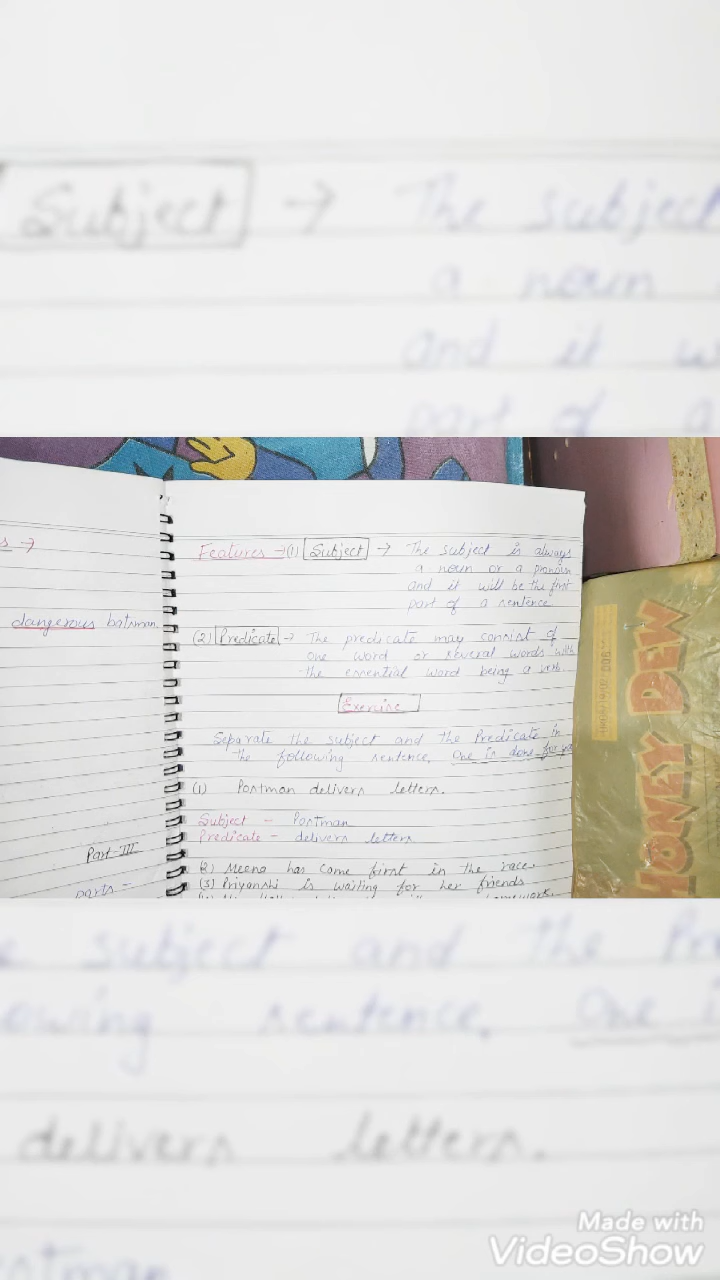 Subject → The subject
a noun
and it
part of a
s →
dangerous batsman
Part-III
parts -
Features → (1) Subject → The subject is always
a noun or a pronoun
and it will be the first
part of a sentence
(2) Predicate → The predicate may consist of
one word or several words with
the essential word being a verb.
Exercise
Separate the subject and the Predicate in
the following sentence, One is done for you
(1) Postman delivers letters.
Subject - Postman
Predicate - delivers letters
(2) Meena has come first in the race.
(3) Priyanshi is waiting for her friends
HONEY DEW
subject and the Pre
owing sentence, One i
delivers letters.
ostman
Made with
VideoShow